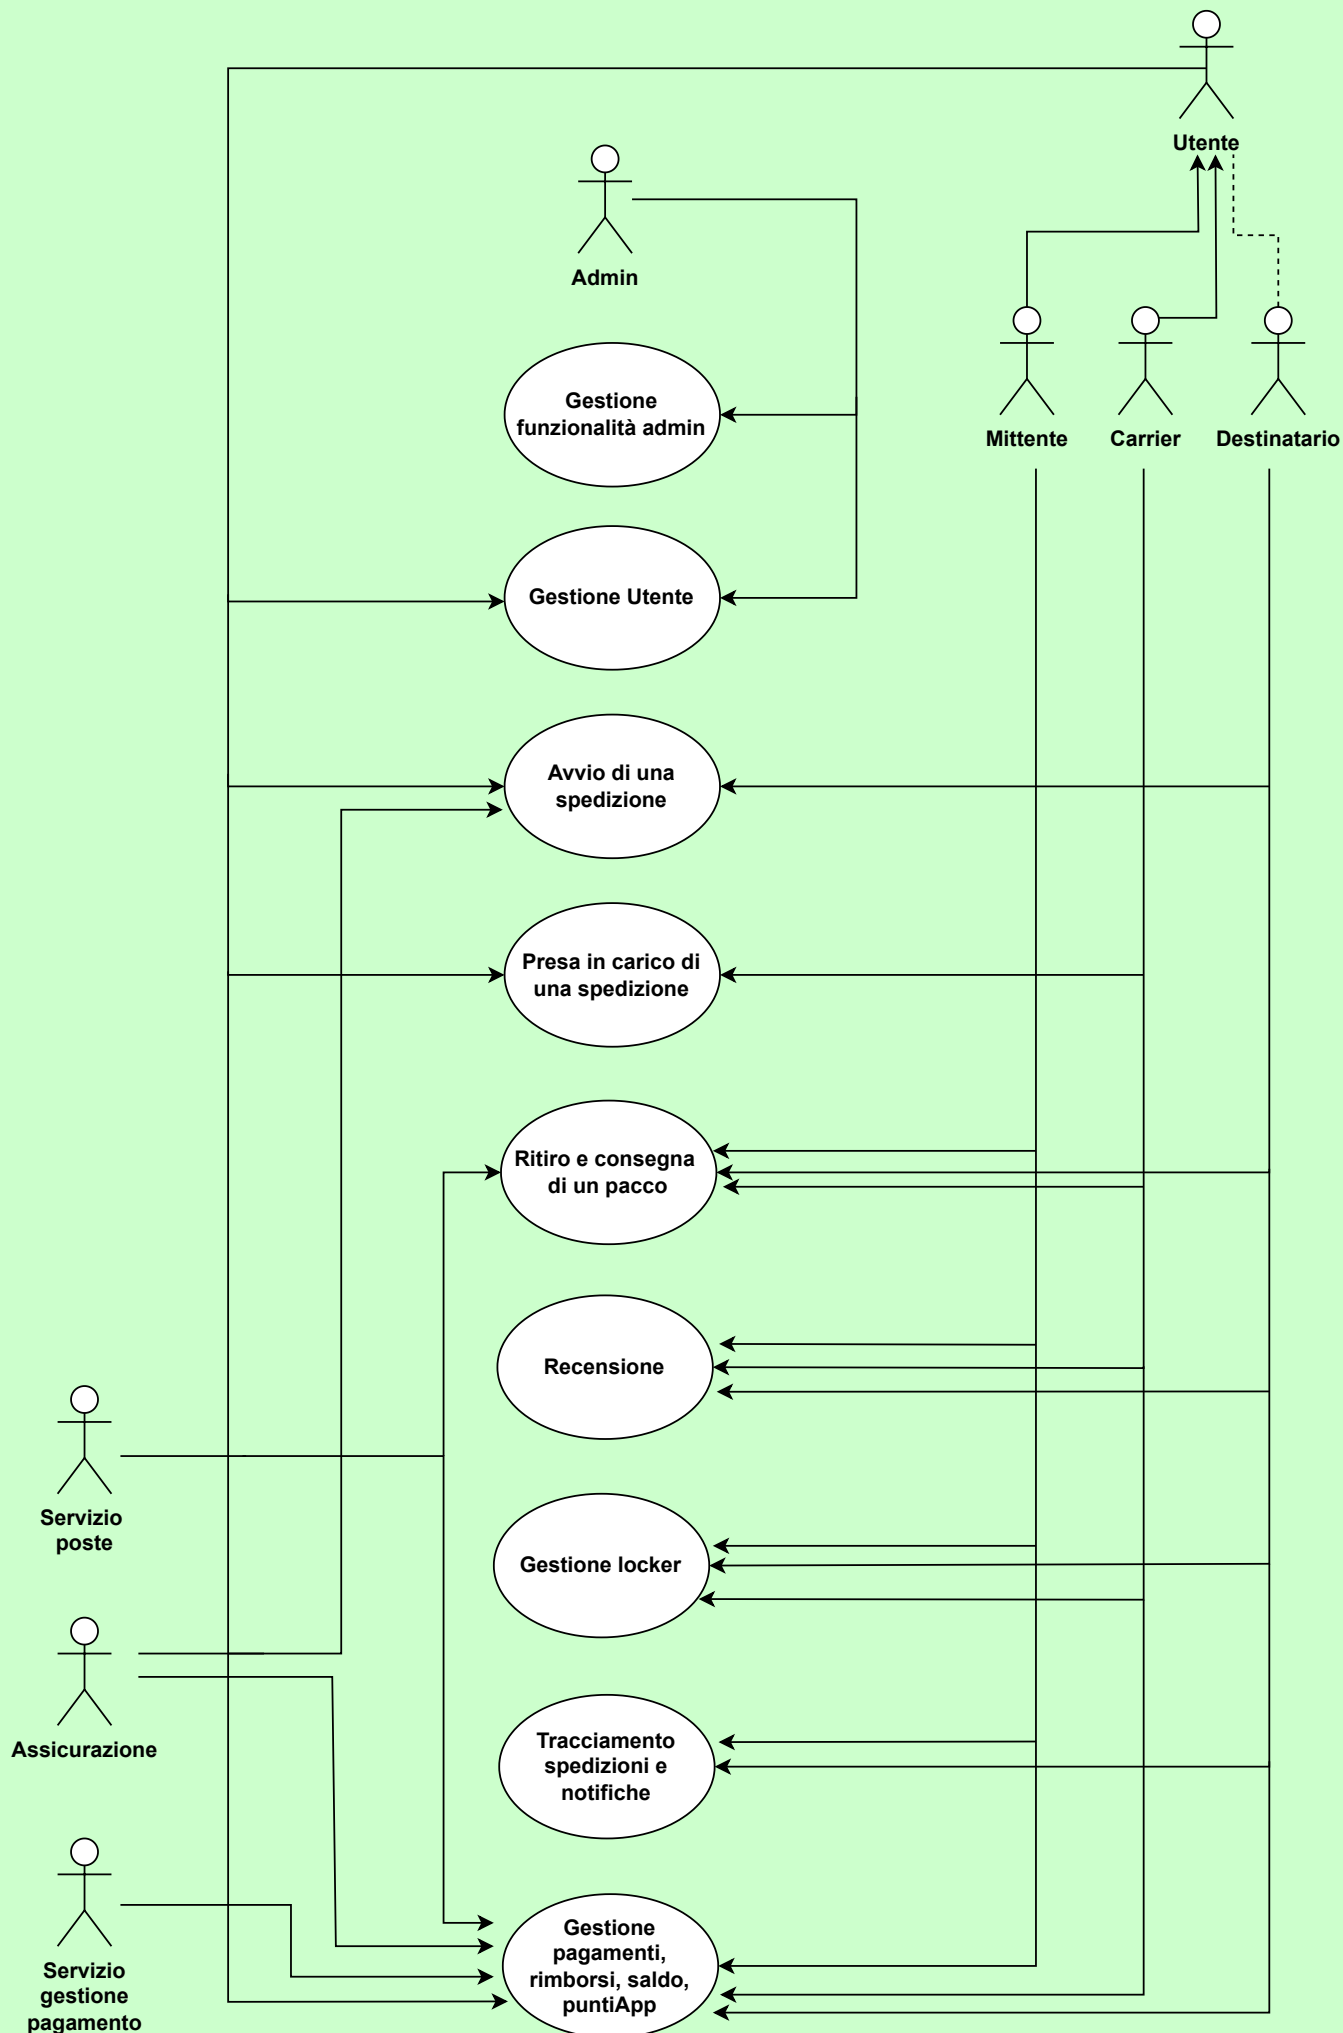 Utente
Admin
Mittente
Carrier
Destinatario
Gestione
funzionalità admin
Gestione Utente
Avvio di una
spedizione
Presa in carico di
una spedizione
Ritiro e consegna
di un pacco
Recensione
Servizio
poste
Gestione locker
Assicurazione
Tracciamento
spedizioni e
notifiche
Servizio
gestione
pagamento
Gestione
pagamenti,
rimborsi, saldo,
puntiApp